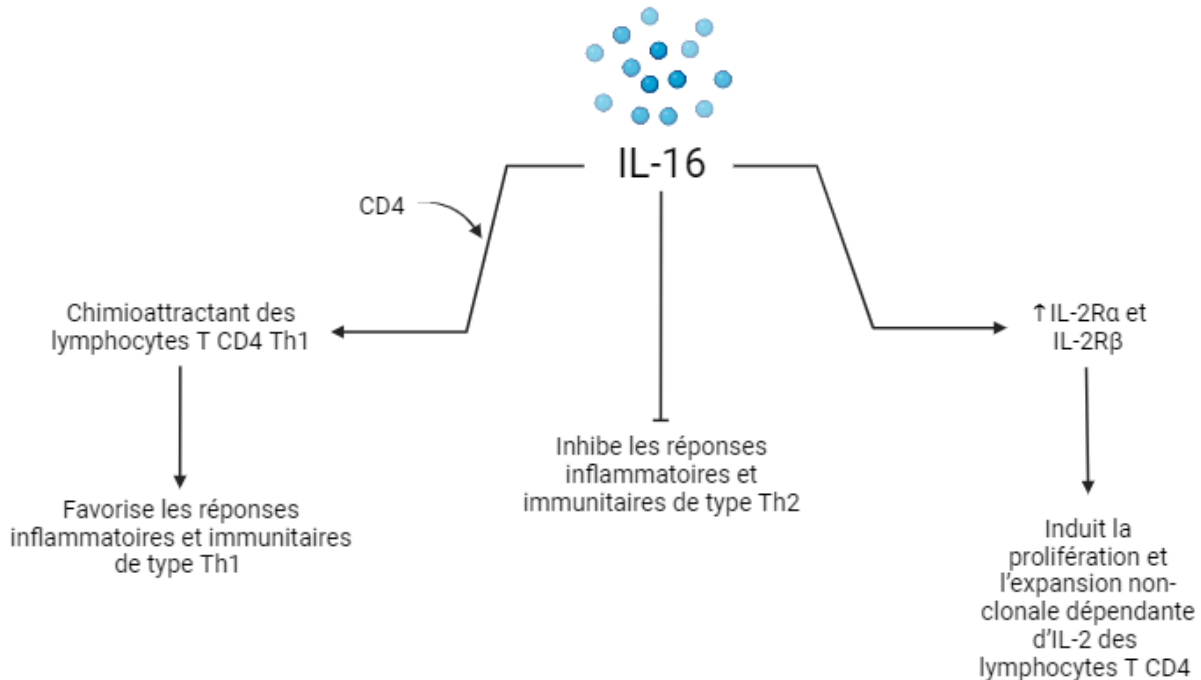 IL-16
CD4
Chimioattractant des
lymphocytes T CD4 Th1
Favorise les réponses
inflammatoires et immunitaires
de type Th1
Inhibe les réponses
inflammatoires et
immunitaires de type Th2
↑IL-2Rα et
IL-2Rβ
Induit la
prolifération et
l'expansion non-
clonale dépendante
d'IL-2 des
lymphocytes T CD4